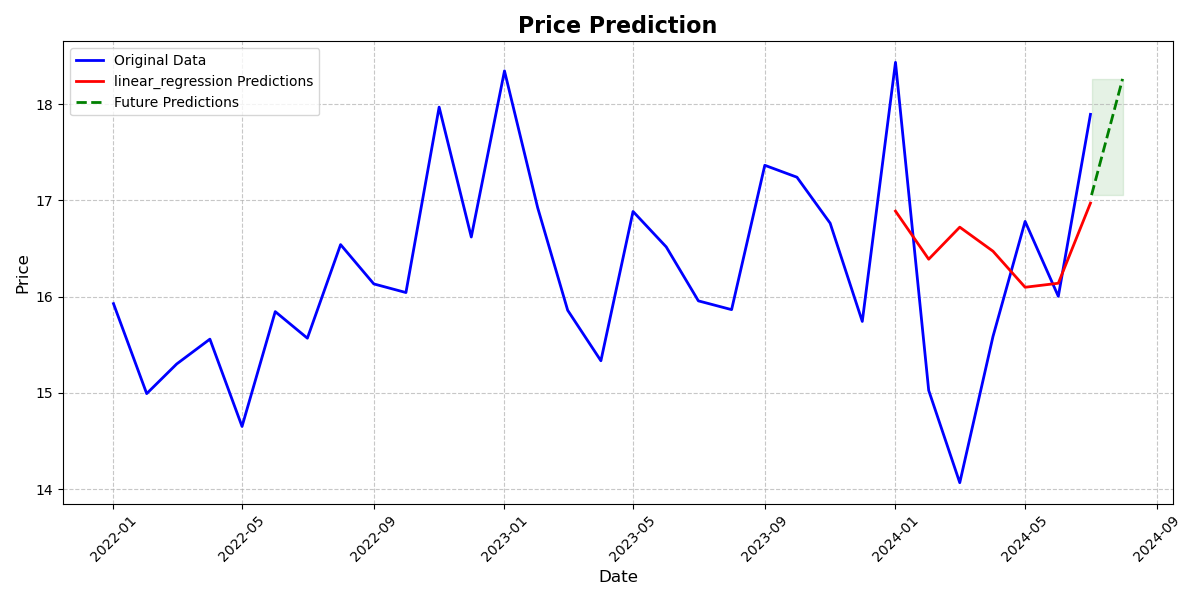 Price Prediction
Original Data
linear_regression Predictions
Future Predictions
Price
18
17
16
15
14
2022-01
2022-05
2022-09
2023-01
2023-05
2023-09
2024-01
2024-05
2024-09
Date